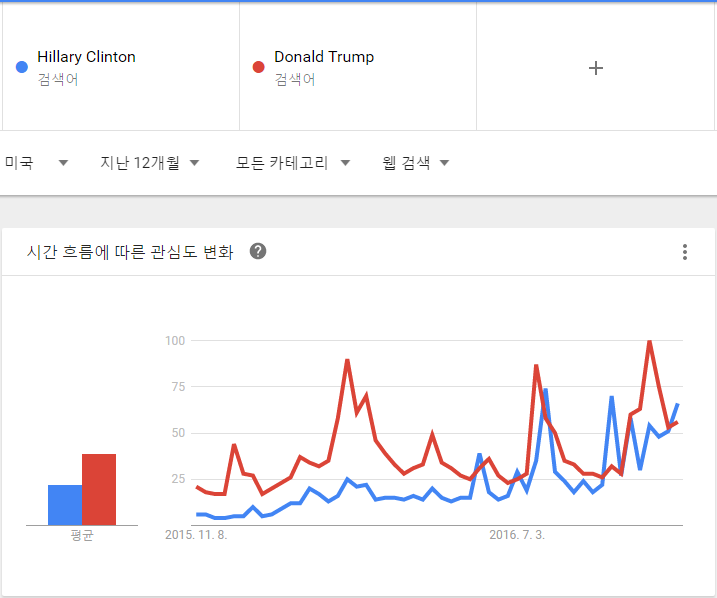 Hillary Clinton
검색어
Donald Trump
검색어
+
미국
지난 12개월
모든 카테고리
웹 검색
시간 흐름에 따른 관심도 변화
?
100
75
50
25
평균
2015. 11. 8.
2016. 7. 3.